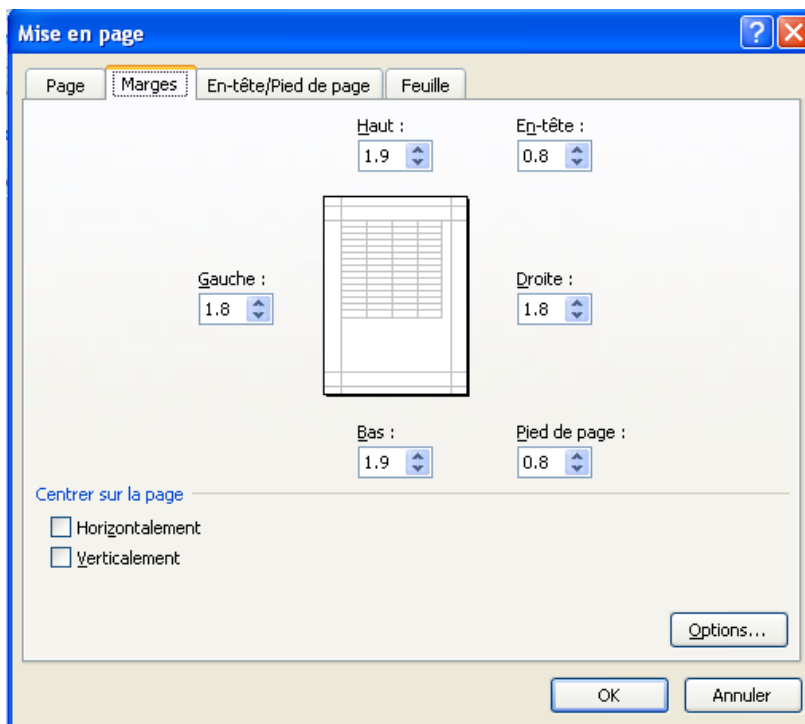 Mise en page
?
Page Marges En-tête/Pied de page Feuille
Haut : En-tête :
1.9 0.8
Gauche : Droite :
1.8 1.8
Bas : Pied de page :
1.9 0.8
Centrer sur la page
Horizontalement
Verticalement
Options...
OK Annuler